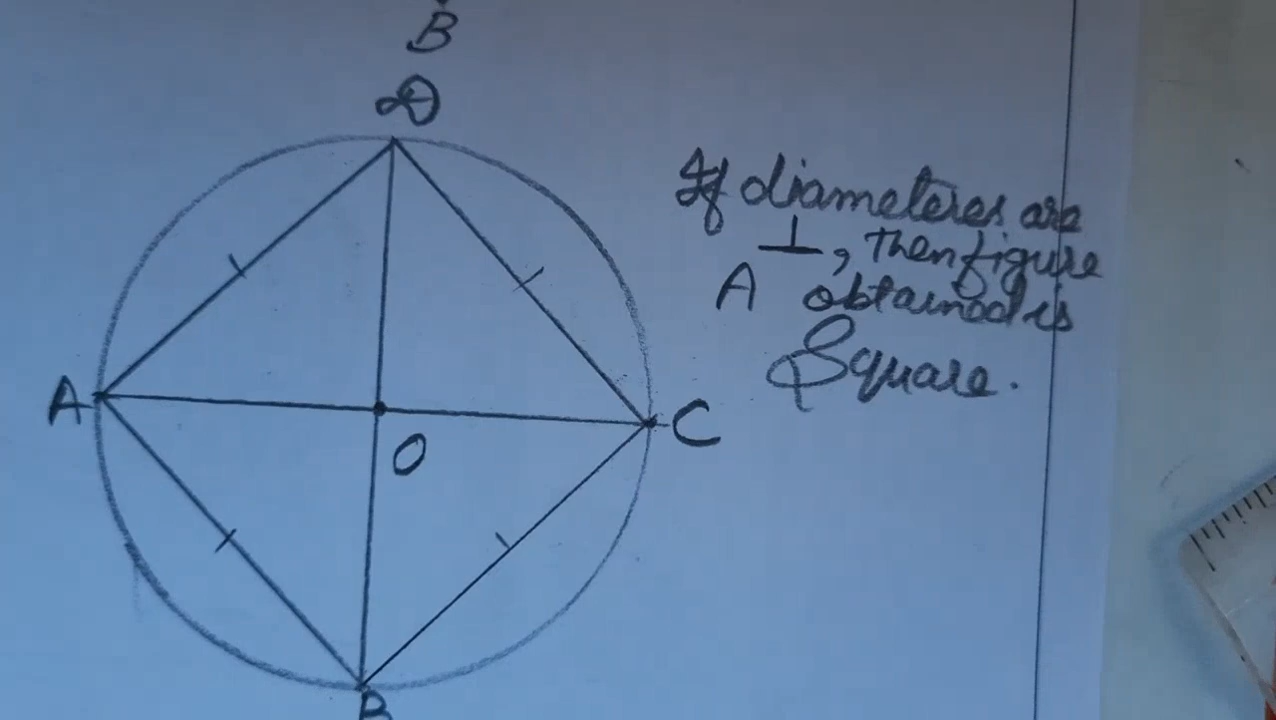 B
D
If diameteres are
⊥, then figure
A obtained is
Square.
A
C
O
B